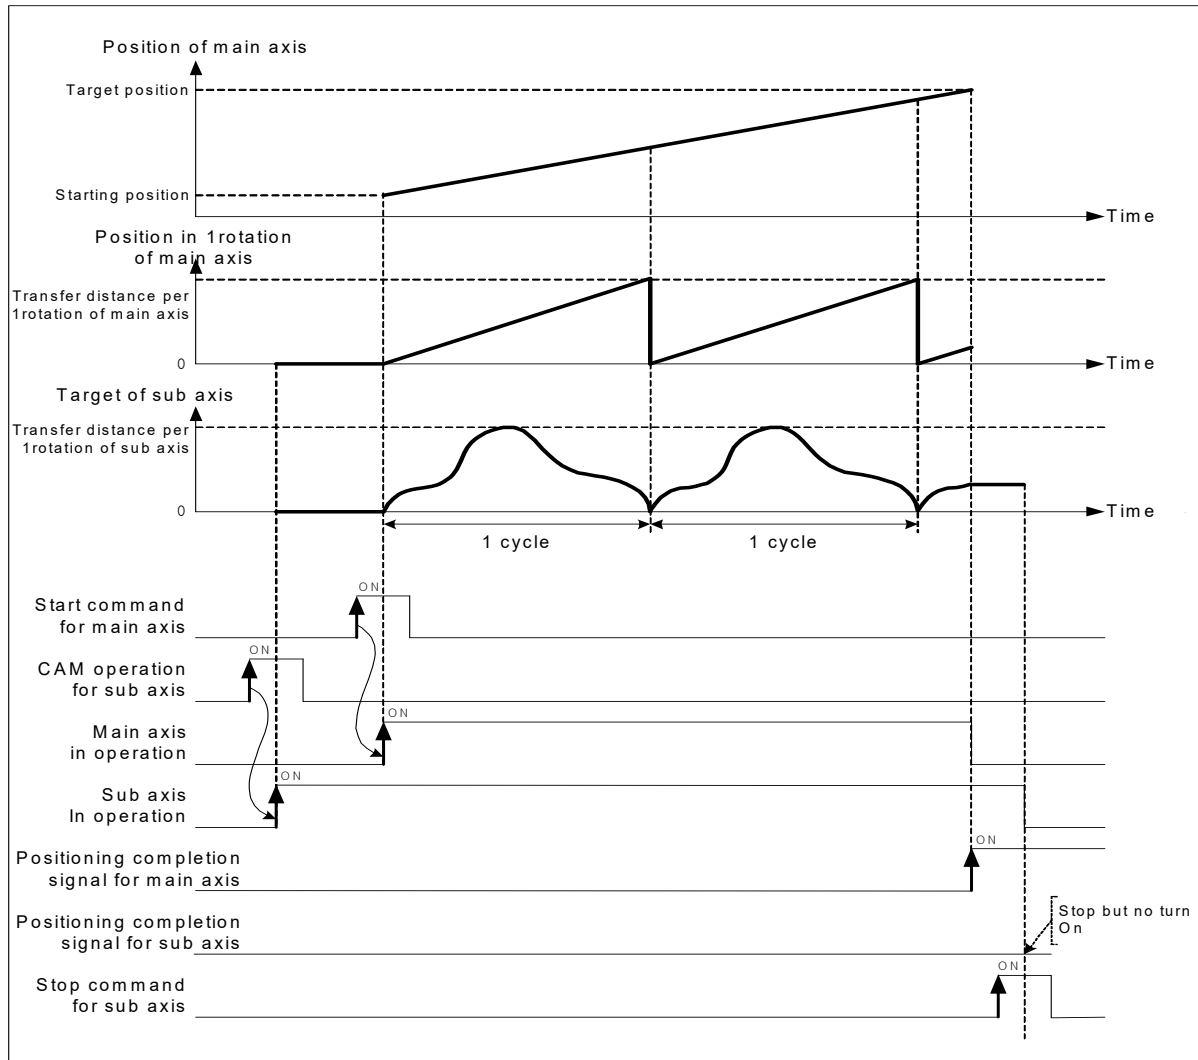 Position of main axis
Target position
Starting position
Time
Position in 1rotation
of main axis
Transfer distance per
1rotation of main axis
0
Time
Target of sub axis
Transfer distance per
1rotation of sub axis
0
Time
1 cycle
1 cycle
ON
Start command
for main axis
ON
CAM operation
for sub axis
ON
Main axis
in operation
ON
Sub axis
In operation
ON
Positioning completion
signal for main axis
Positioning completion
signal for sub axis
Stop but no turn
On
ON
Stop command
for sub axis